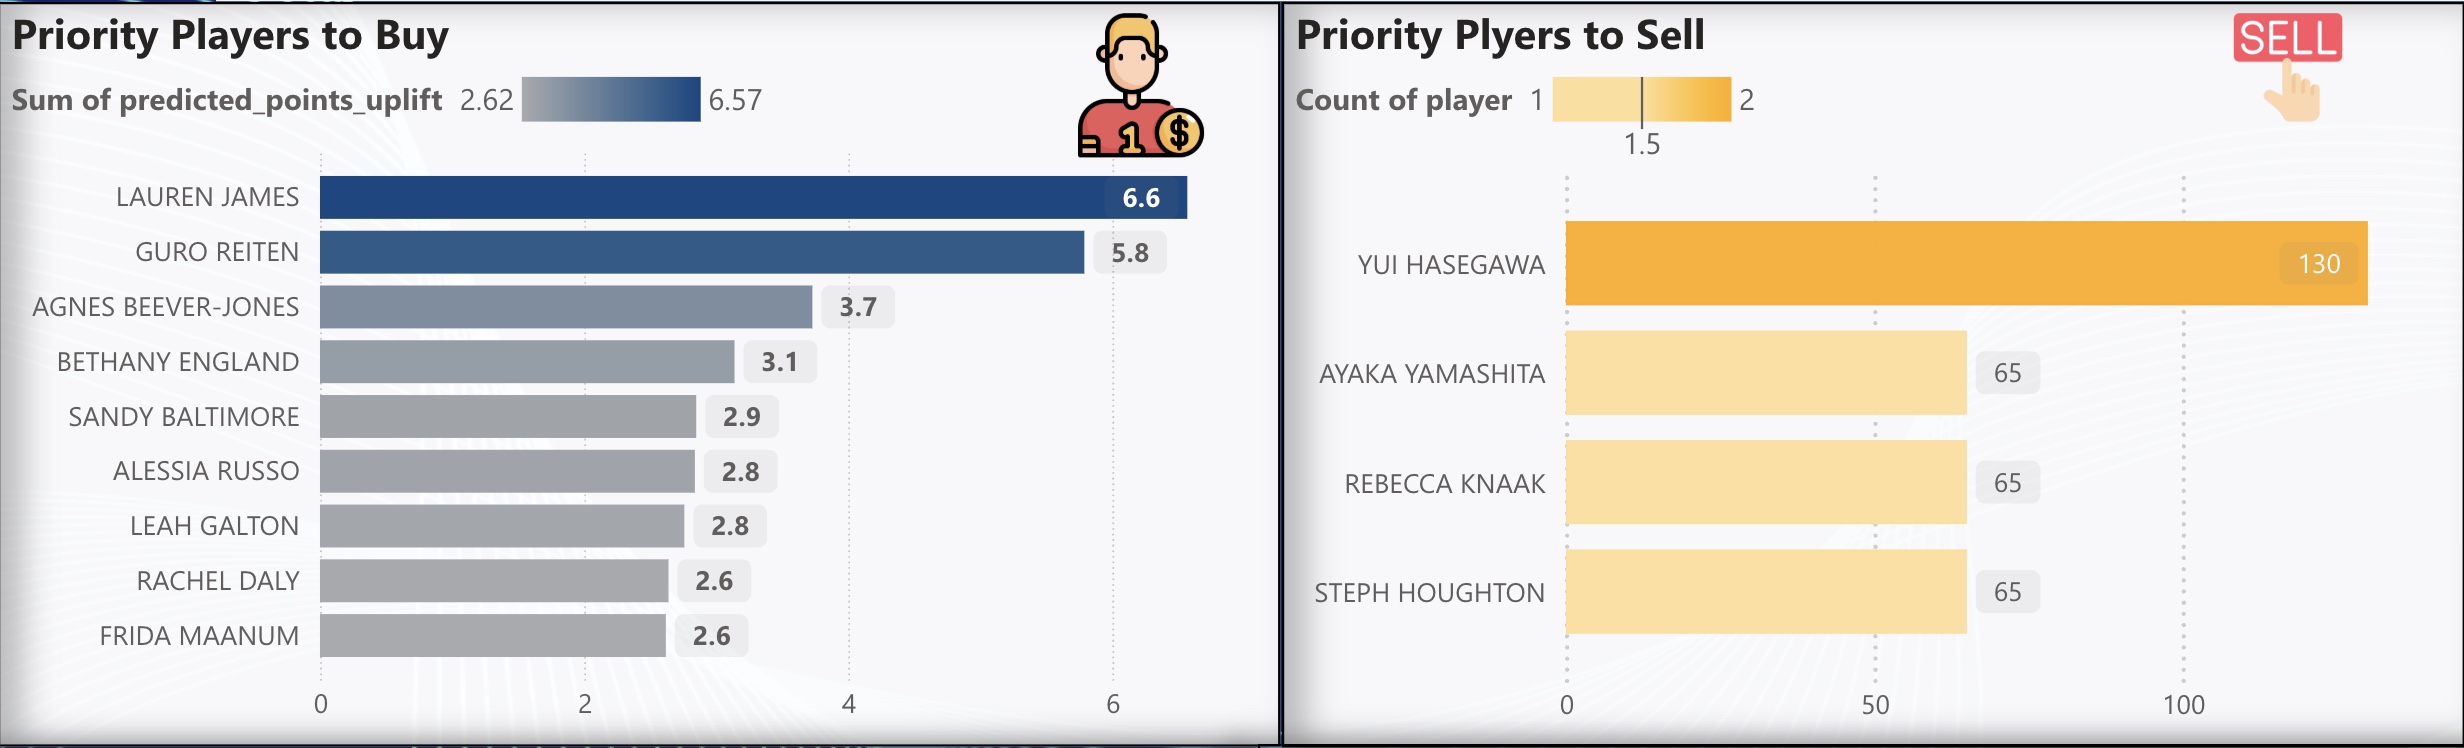 Priority Players to Buy
Sum of predicted_points_uplift 2.62 6.57
1 $
LAUREN JAMES 6.6
GURO REITEN 5.8
AGNES BEEVER-JONES 3.7
BETHANY ENGLAND 3.1
SANDY BALTIMORE 2.9
ALESSIA RUSSO 2.8
LEAH GALTON 2.8
RACHEL DALY 2.6
FRIDA MAANUM 2.6
0 2 4 6
Priority Plyers to Sell
SELL
Count of player 1 2
1.5
YUI HASEGAWA 130
AYAKA YAMASHITA 65
REBECCA KNAAK 65
STEPH HOUGHTON 65
0 50 100